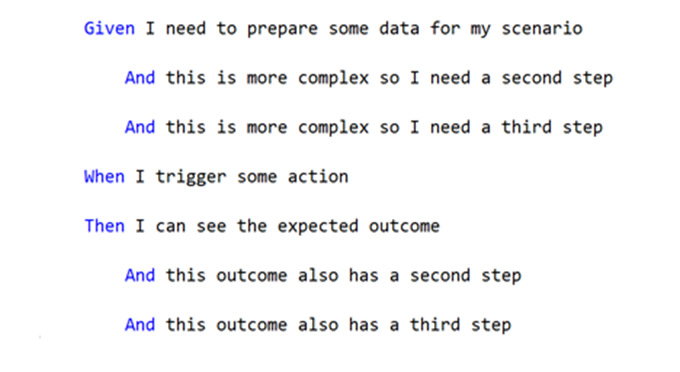 Given I need to prepare some data for my scenario
And this is more complex so I need a second step
And this is more complex so I need a third step
When I trigger some action
Then I can see the expected outcome
And this outcome also has a second step
And this outcome also has a third step